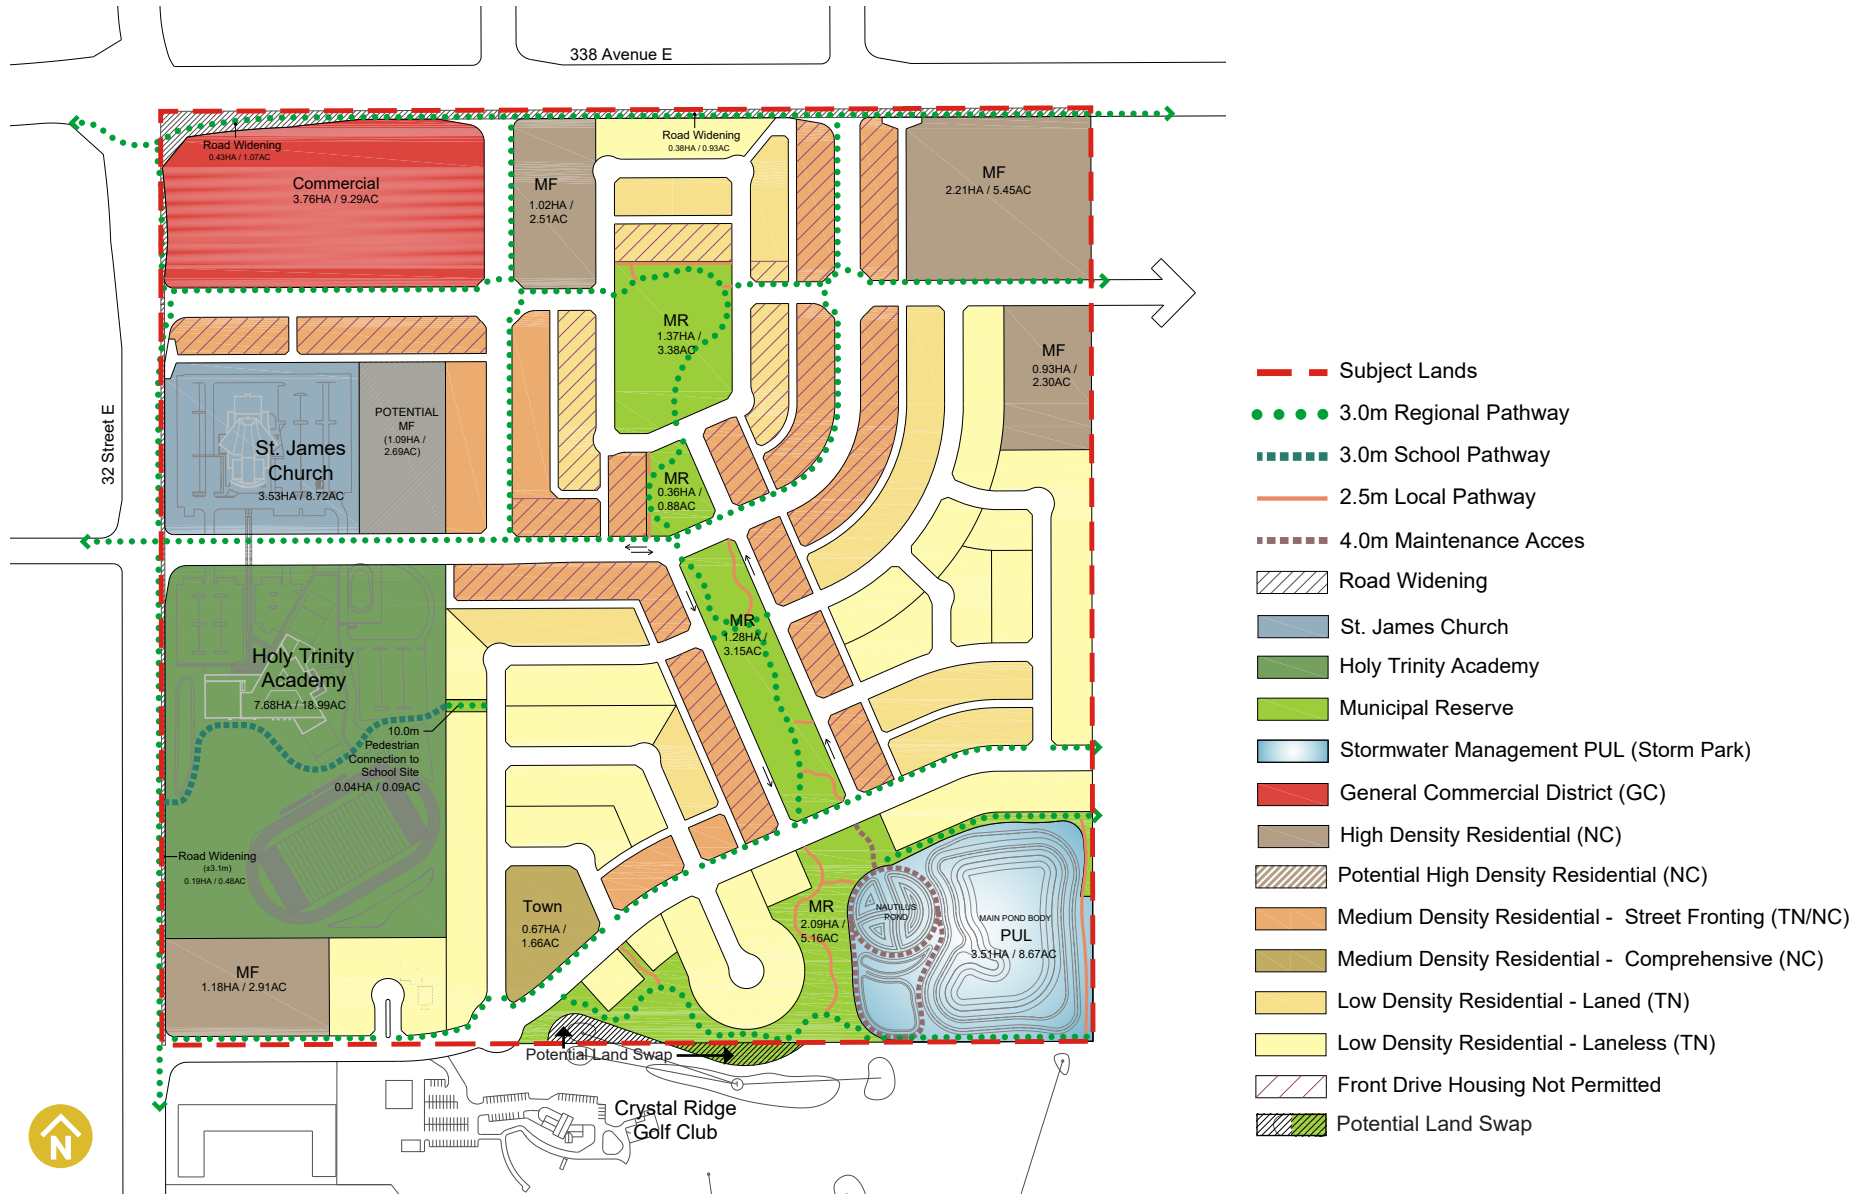 338 Avenue E
32 Street E
Road Widening
0.43HA / 1.07AC
Commercial
3.76HA / 9.29AC
MF
1.02HA /
2.51AC
Road Widening
0.38HA / 0.93AC
MF
2.21HA / 5.45AC
MR
1.37HA /
3.38AC
MF
0.93HA /
2.30AC
POTENTIAL
MF
(1.09HA /
2.69AC)
St. James
Church
3.53HA / 8.72AC
MR
0.36HA /
0.88AC
MR
1.28HA /
3.15AC
Holy Trinity
Academy
7.68HA / 18.99AC
10.0m
Pedestrian
Connection to
School Site
0.04HA / 0.09AC
Road Widening
(±3.1m)
0.19HA / 0.48AC
Town
0.67HA /
1.66AC
MR
2.09HA /
5.16AC
NAUTILUS
POND
MAIN POND BODY
PUL
3.51HA / 8.67AC
MF
1.18HA / 2.91AC
Potential Land Swap
Crystal Ridge
Golf Club
N
Subject Lands
3.0m Regional Pathway
3.0m School Pathway
2.5m Local Pathway
4.0m Maintenance Acces
Road Widening
St. James Church
Holy Trinity Academy
Municipal Reserve
Stormwater Management PUL (Storm Park)
General Commercial District (GC)
High Density Residential (NC)
Potential High Density Residential (NC)
Medium Density Residential - Street Fronting (TN/NC)
Medium Density Residential - Comprehensive (NC)
Low Density Residential - Laned (TN)
Low Density Residential - Laneless (TN)
Front Drive Housing Not Permitted
Potential Land Swap